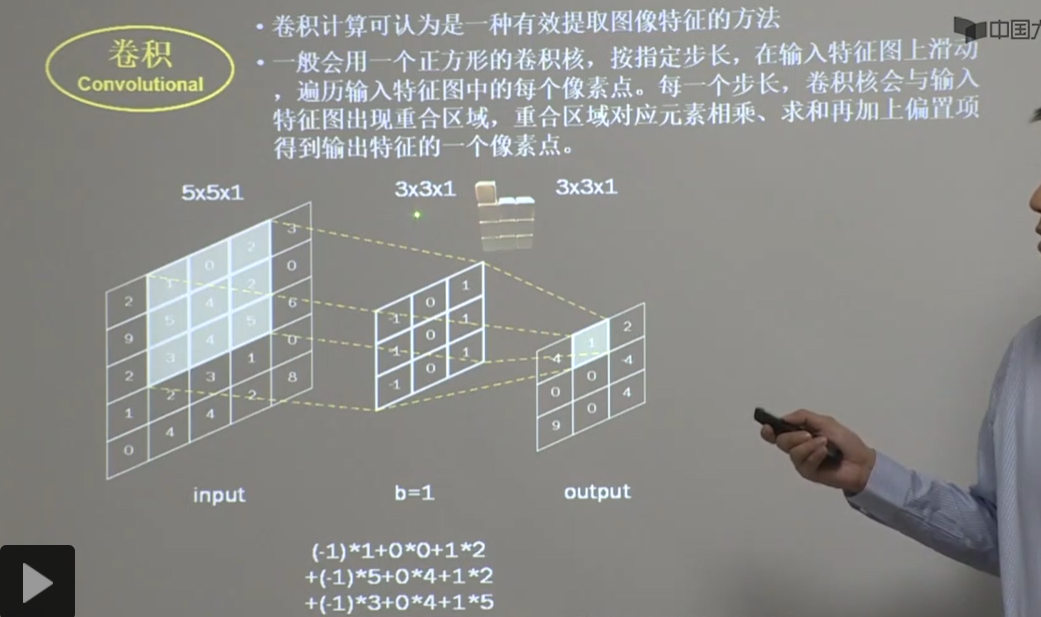 中国
卷积
Convolutional
• 卷积计算可认为是一种有效提取图像特征的方法
• 一般会用一个正方形的卷积核，按指定步长，在输入特征图上滑动
，遍历输入特征图中的每个像素点。每一个步长，卷积核会与输入
特征图出现重合区域，重合区域对应元素相乘、求和再加上偏置项
得到输出特征的一个像素点。
5x5x1
2 1 0 2 3
9 5 4 2 0
2 3 4 5 6
1 2 3 1 0
0 4 4 2 8
input
3x3x1
-1 0 1
-1 0 1
-1 0 1
b=1
3x3x1
-4 1 2
0 0 -4
9 0 4
output
(-1)*1+0*0+1*2
+(-1)*5+0*4+1*2
+(-1)*3+0*4+1*5